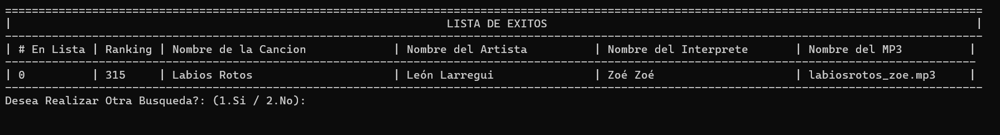 ==================================================================================================================================================
|                                                                 LISTA DE EXITOS                                                                |
--------------------------------------------------------------------------------------------------------------------------------------------------
| # En Lista | Ranking | Nombre de la Cancion             | Nombre del Artista          | Nombre del Interprete       | Nombre del MP3          |
-------------------------------------------------------------------------------------------------------------------------------------------------
| 0          | 315     | Labios Rotos                     | León Larregui               | Zoé Zoé                     | labiosrotos_zoe.mp3     |
--------------------------------------------------------------------------------------------------------------------------------------------------
Desea Realizar Otra Busqueda?: (1.Si / 2.No):